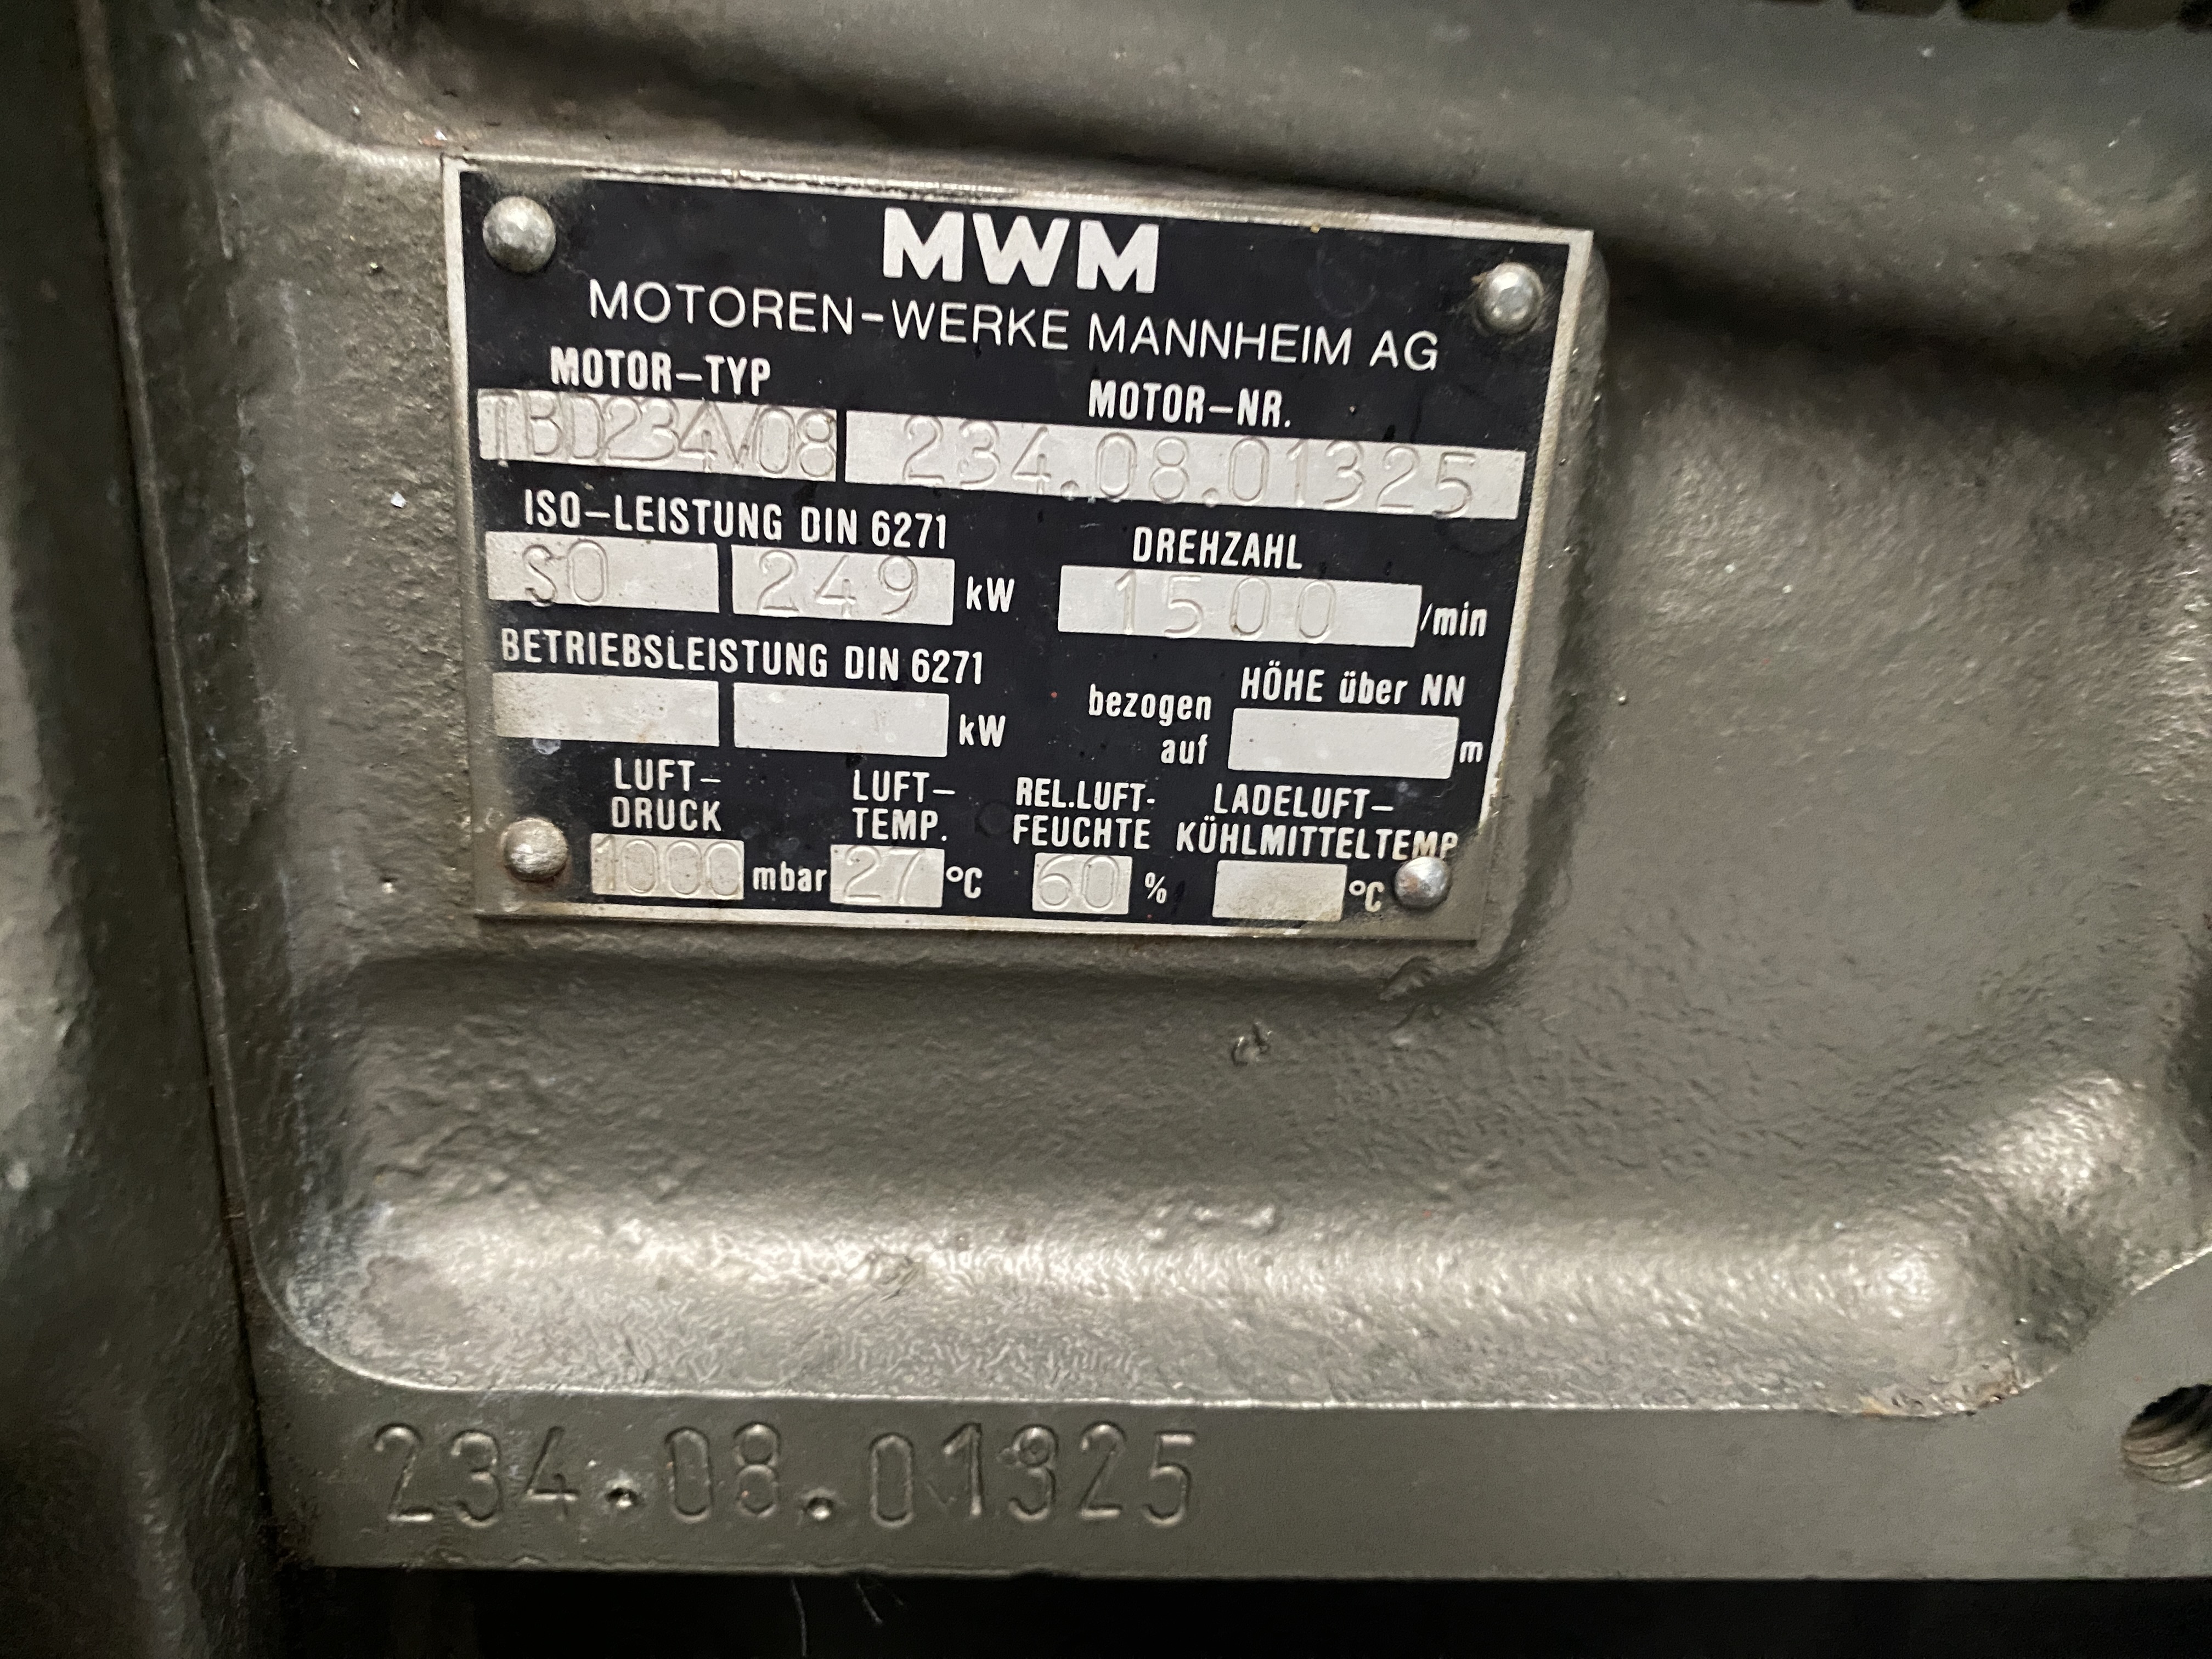 MWM
MOTOREN-WERKE MANNHEIM AG
MOTOR-TYP MOTOR-NR.
TBD234V08 234.08.01325
ISO-LEISTUNG DIN 6271 DREHZAHL
SO 249 kW 1500 /min
BETRIEBSLEISTUNG DIN 6271 bezogen auf HÖHE über NN
kW m
LUFT-DRUCK LUFT-TEMP. REL.LUFT-FEUCHTE LADELUFT-KÜHLMITTELTEMP
1000 mbar 27 °C 60 % °C
234.08.01325